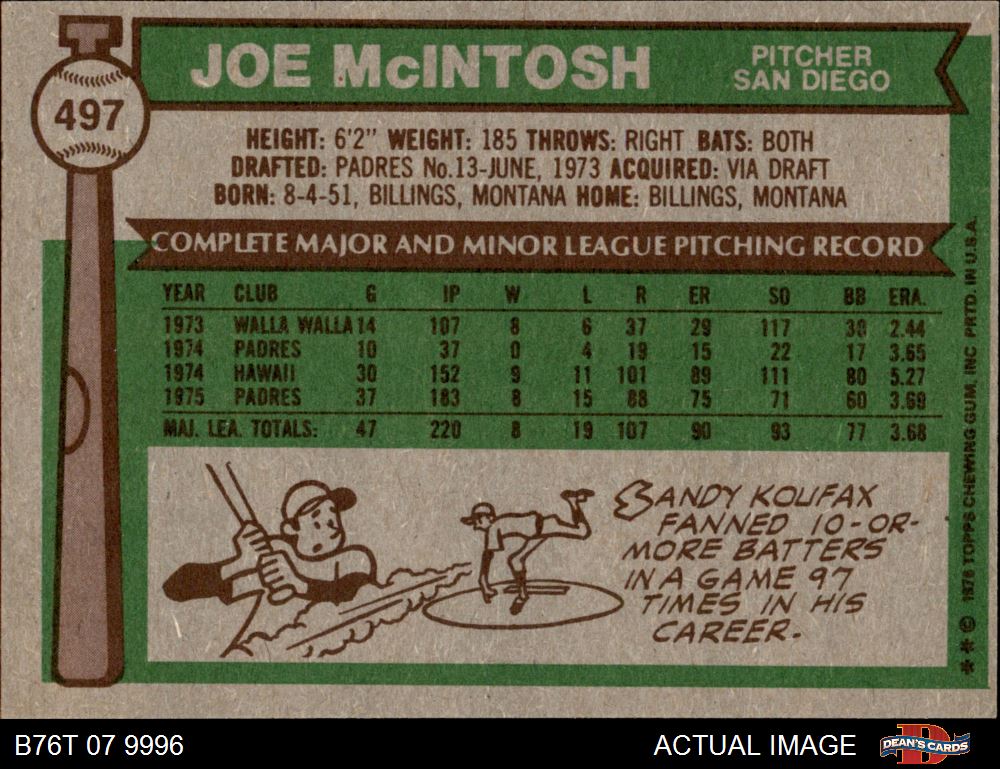 JOE McINTOSH
PITCHER
SAN DIEGO
497
HEIGHT: 6'2" WEIGHT: 185 THROWS: RIGHT BATS: BOTH
DRAFTED: PADRES No.13-JUNE, 1973 ACQUIRED: VIA DRAFT
BORN: 8-4-51, BILLINGS, MONTANA HOME: BILLINGS, MONTANA
COMPLETE MAJOR AND MINOR LEAGUE PITCHING RECORD
YEAR CLUB G IP W L R ER SO BB ERA.
1973 WALLA WALLA 14 107 8 6 37 29 117 39 2.44
1974 PADRES 10 37 0 4 19 15 22 17 3.65
1974 HAWAII 30 152 9 11 101 89 111 80 5.27
1975 PADRES 37 183 8 15 88 75 71 60 3.69
MAJ. LEA. TOTALS: 47 220 8 19 107 90 93 77 3.68
SANDY KOUFAX
FANNED 10-OR-
MORE BATTERS
IN A GAME 97
TIMES IN HIS
CAREER.
** © 1976 TOPPS CHEWING GUM, INC PRTD. IN U.S.A.
B76T 07 9996
ACTUAL IMAGE
DEAN'S CARDS